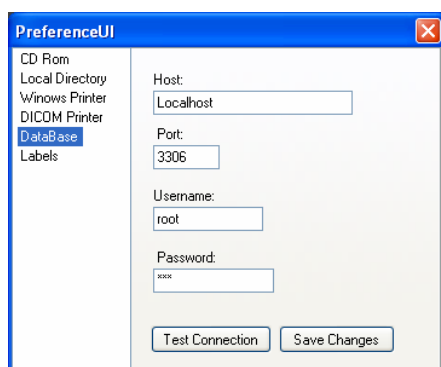 PreferenceUI
CD Rom
Local Directory
Winows Printer
DICOM Printer
DataBase
Labels
Host:
Localhost
Port:
3306
Username:
root
Password:
***
Test Connection
Save Changes